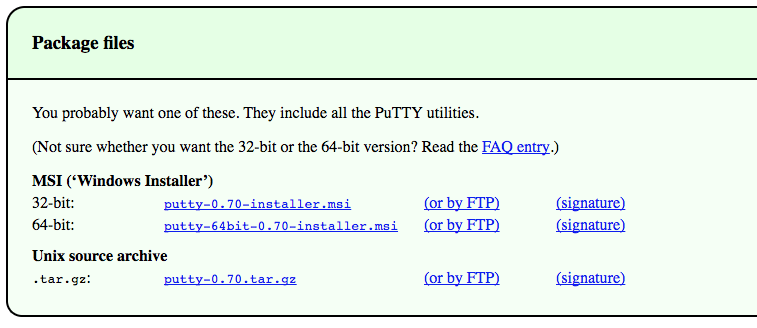 Package files
You probably want one of these. They include all the PuTTY utilities.
(Not sure whether you want the 32-bit or the 64-bit version? Read the FAQ entry.)
MSI (‘Windows Installer’)
32-bit: putty-0.70-installer.msi (or by FTP) (signature)
64-bit: putty-64bit-0.70-installer.msi (or by FTP) (signature)
Unix source archive
.tar.gz: putty-0.70.tar.gz (or by FTP) (signature)